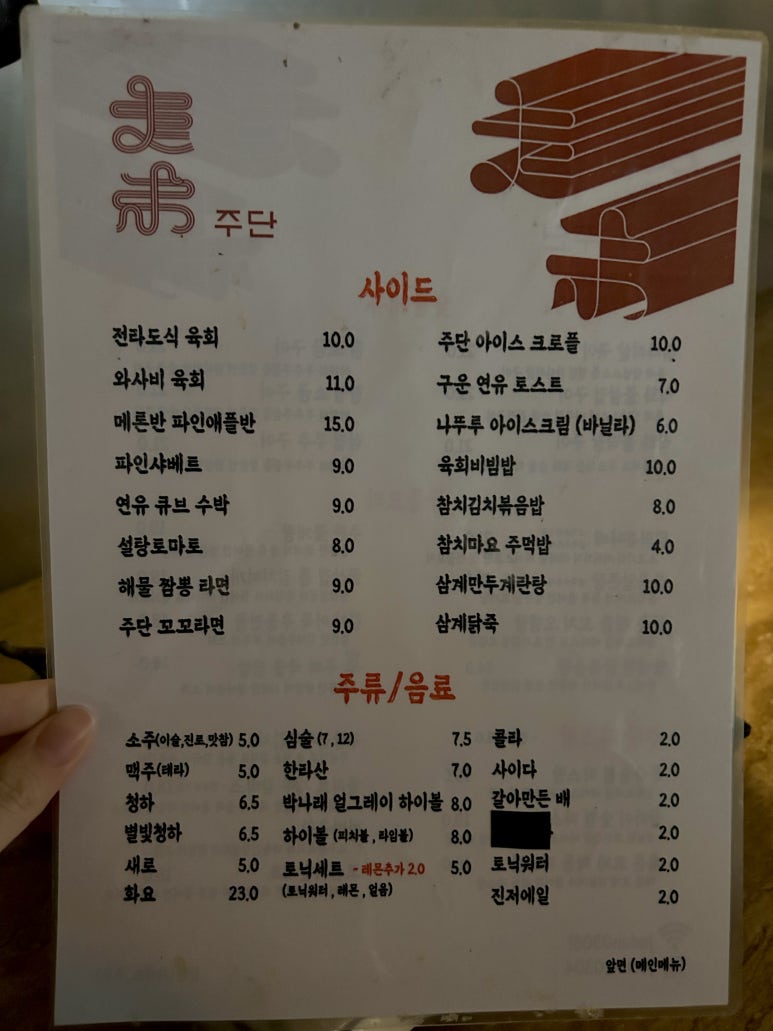 주단
사이드
전타도식 육회 10.0
와사비 육회 11.0
메론반 파인애플반 15.0
파인샤베트 9.0
연유 큐브 수박 9.0
설탕토마토 8.0
해물 짬뽕 라면 9.0
주단 꼬꼬라면 9.0
주단 아이스 크로플 10.0
구운 연유 토스트 7.0
나뚜루 아이스크림 (바닐라) 6.0
육회비빔밥 10.0
참치김치볶음밥 8.0
참치마요 주먹밥 4.0
삼계만두계란탕 10.0
삼계닭죽 10.0
주류/음료
소주(이슬,진로,맛참) 5.0
맥주(테라) 5.0
청하 6.5
별빛청하 6.5
새로 5.0
화요 23.0
심술 (7, 12) 7.5
한라산 7.0
박나래 얼그레이 하이볼 8.0
하이볼 (피치볼, 라임볼) 8.0
토닉세트 - 레몬추가 2.0 5.0
(토닉워터, 레몬, 얼음)
콜라 2.0
사이다 2.0
갈아만든 배 2.0
2.0
토닉워터 2.0
진저에일 2.0
앞면 (메인메뉴)